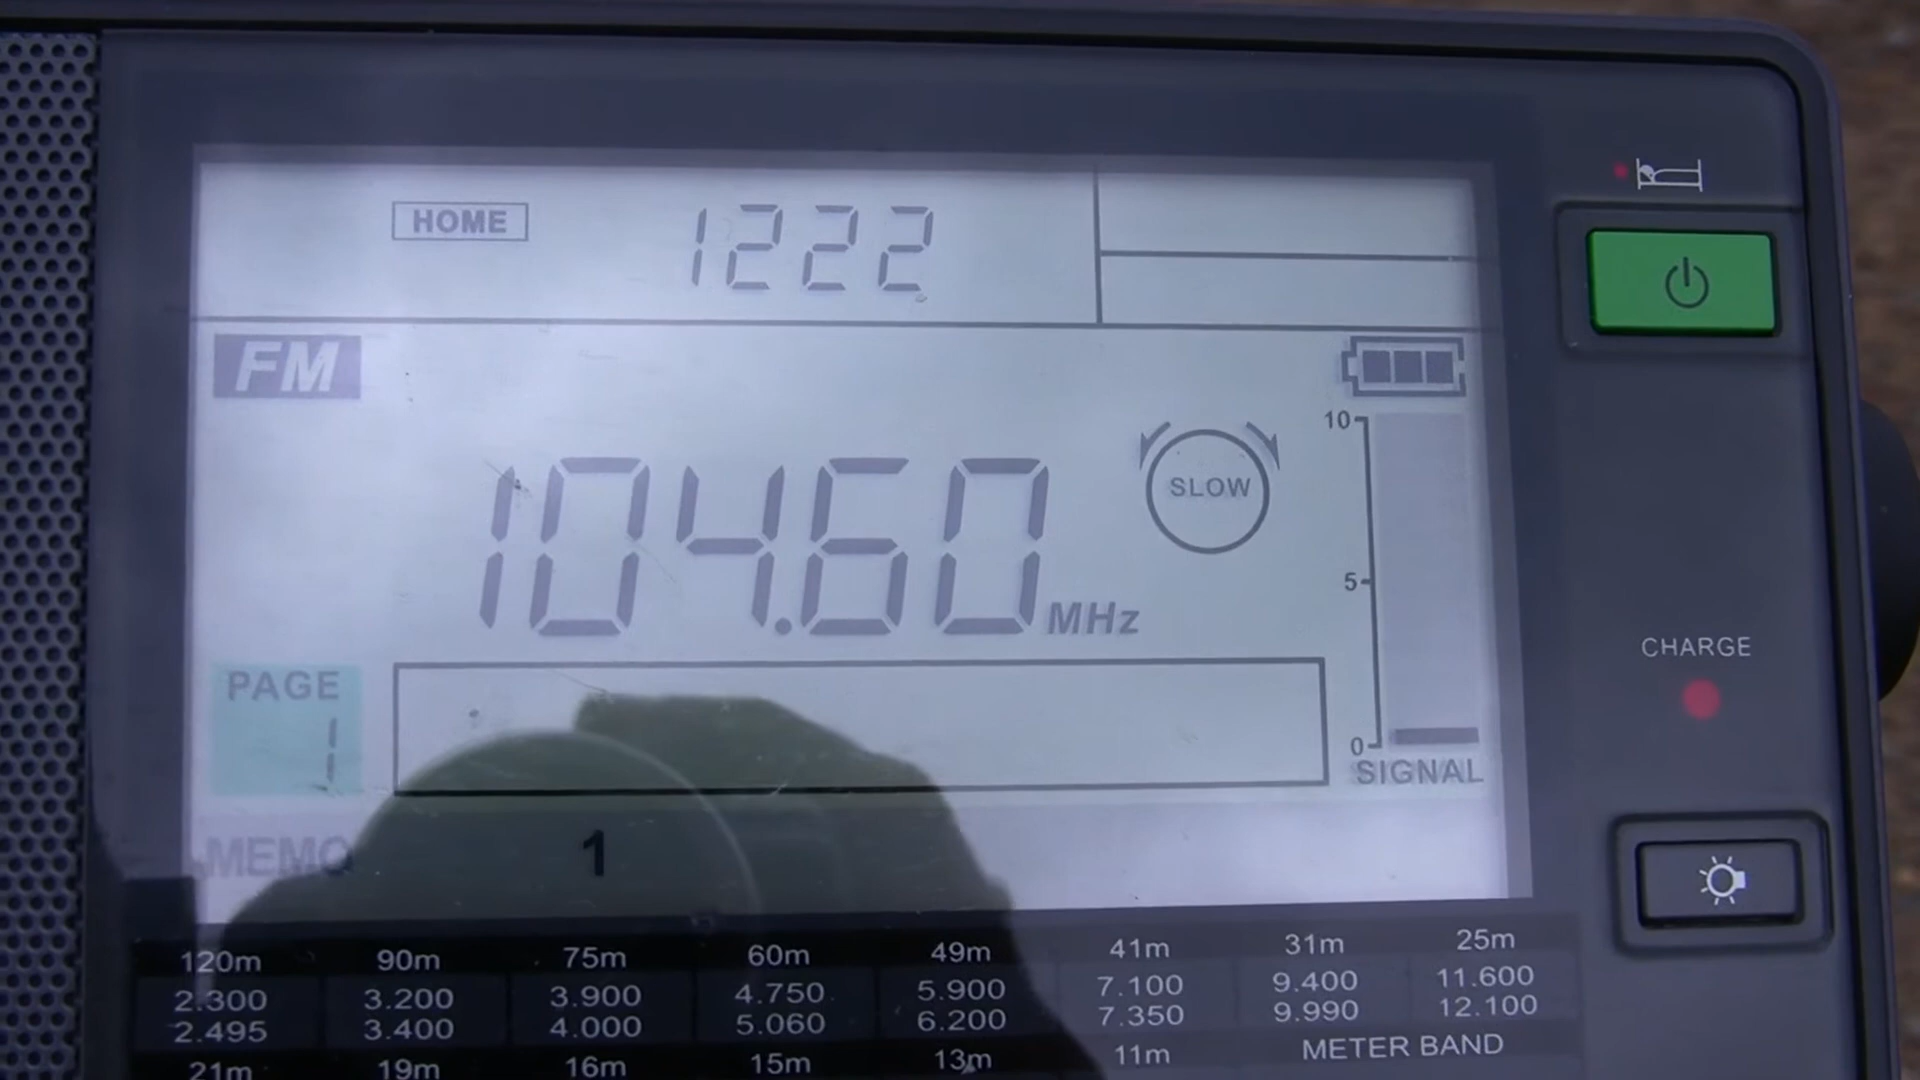 HOME 1222
FM
104.60 MHz
SLOW
10
5
0
SIGNAL
PAGE
1
MEMO
1
CHARGE
120m 90m 75m 60m 49m 41m 31m 25m
2.300 3.200 3.900 4.750 5.900 7.100 9.400 11.600
2.495 3.400 4.000 5.060 6.200 7.350 9.990 12.100
21m 19m 16m 15m 13m 11m METER BAND